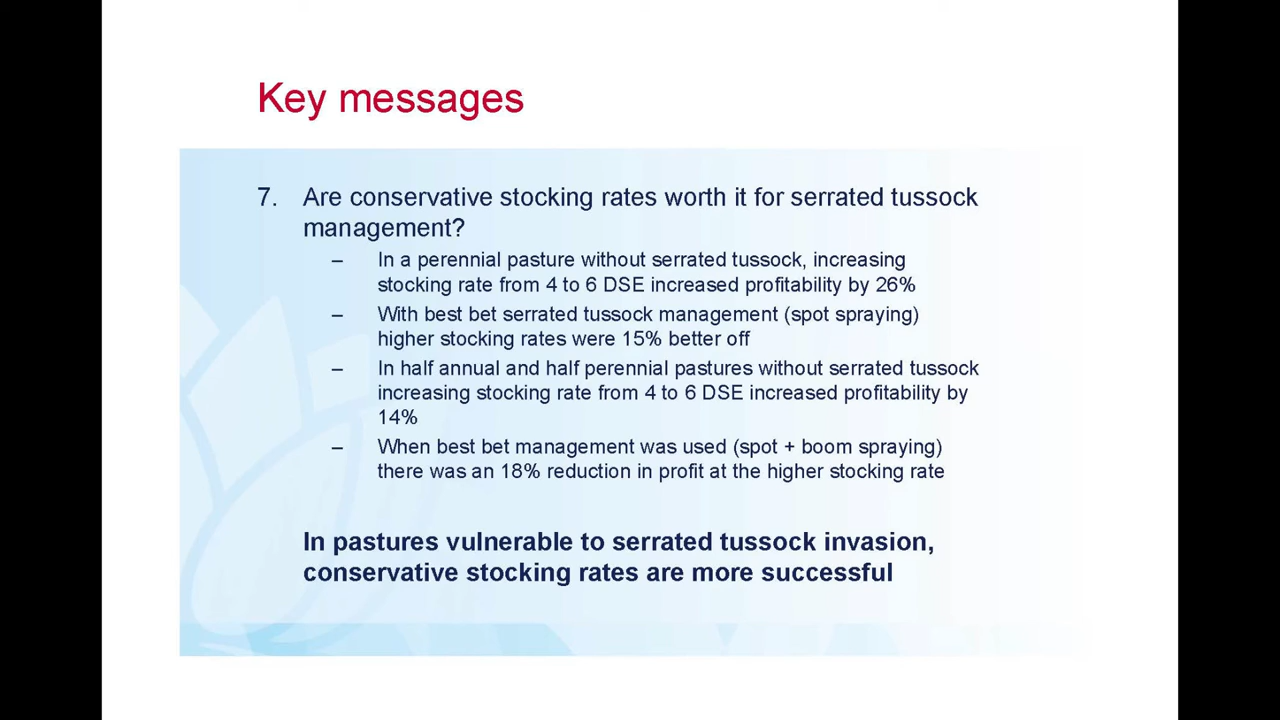 Key messages
7. Are conservative stocking rates worth it for serrated tussock
management?
– In a perennial pasture without serrated tussock, increasing
stocking rate from 4 to 6 DSE increased profitability by 26%
– With best bet serrated tussock management (spot spraying)
higher stocking rates were 15% better off
– In half annual and half perennial pastures without serrated tussock
increasing stocking rate from 4 to 6 DSE increased profitability by
14%
– When best bet management was used (spot + boom spraying)
there was an 18% reduction in profit at the higher stocking rate
In pastures vulnerable to serrated tussock invasion,
conservative stocking rates are more successful